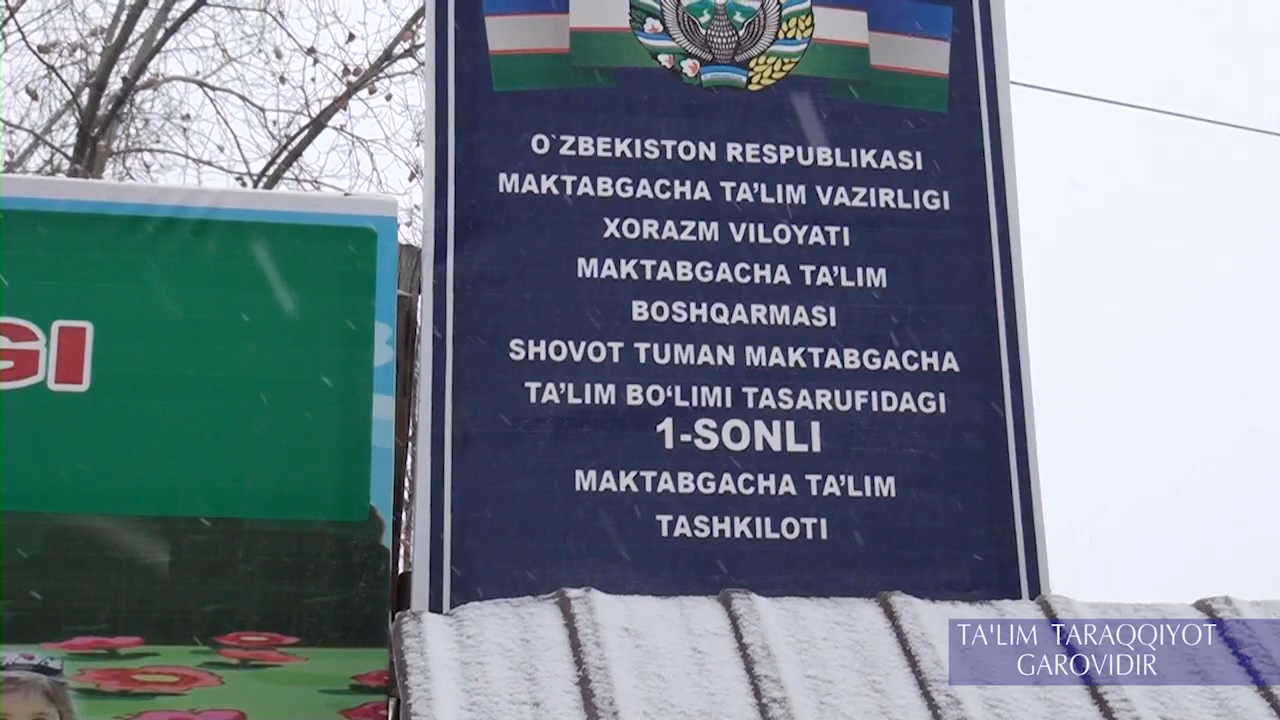 O`ZBEKISTON RESPUBLIKASI
MAKTABGACHA TA’LIM VAZIRLIGI
XORAZM VILOYATI
MAKTABGACHA TA’LIM
BOSHQARMASI
SHOVOT TUMAN MAKTABGACHA
TA’LIM BO‘LIMI TASARUFIDAGI
1-SONLI
MAKTABGACHA TA’LIM
TASHKILOTI
TA'LIM TARAQQIYOT
GAROVIDIR